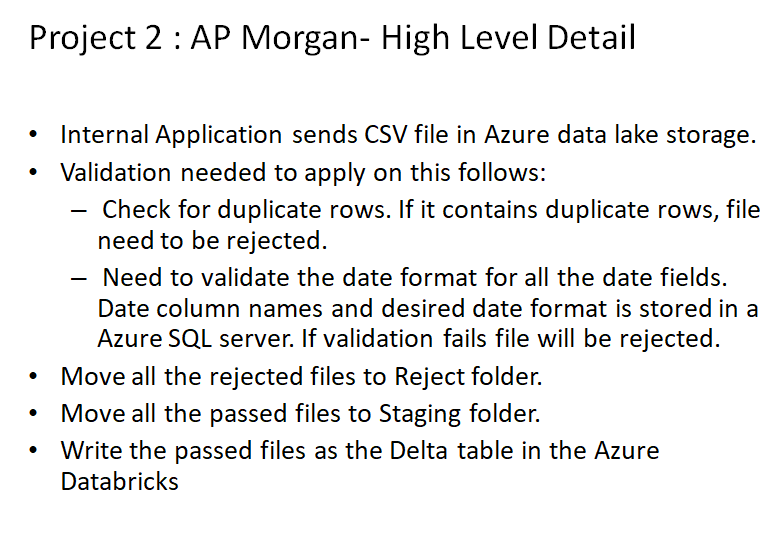 Project 2 : AP Morgan- High Level Detail
• Internal Application sends CSV file in Azure data lake storage.
• Validation needed to apply on this follows:
– Check for duplicate rows. If it contains duplicate rows, file
need to be rejected.
– Need to validate the date format for all the date fields.
Date column names and desired date format is stored in a
Azure SQL server. If validation fails file will be rejected.
• Move all the rejected files to Reject folder.
• Move all the passed files to Staging folder.
• Write the passed files as the Delta table in the Azure
Databricks